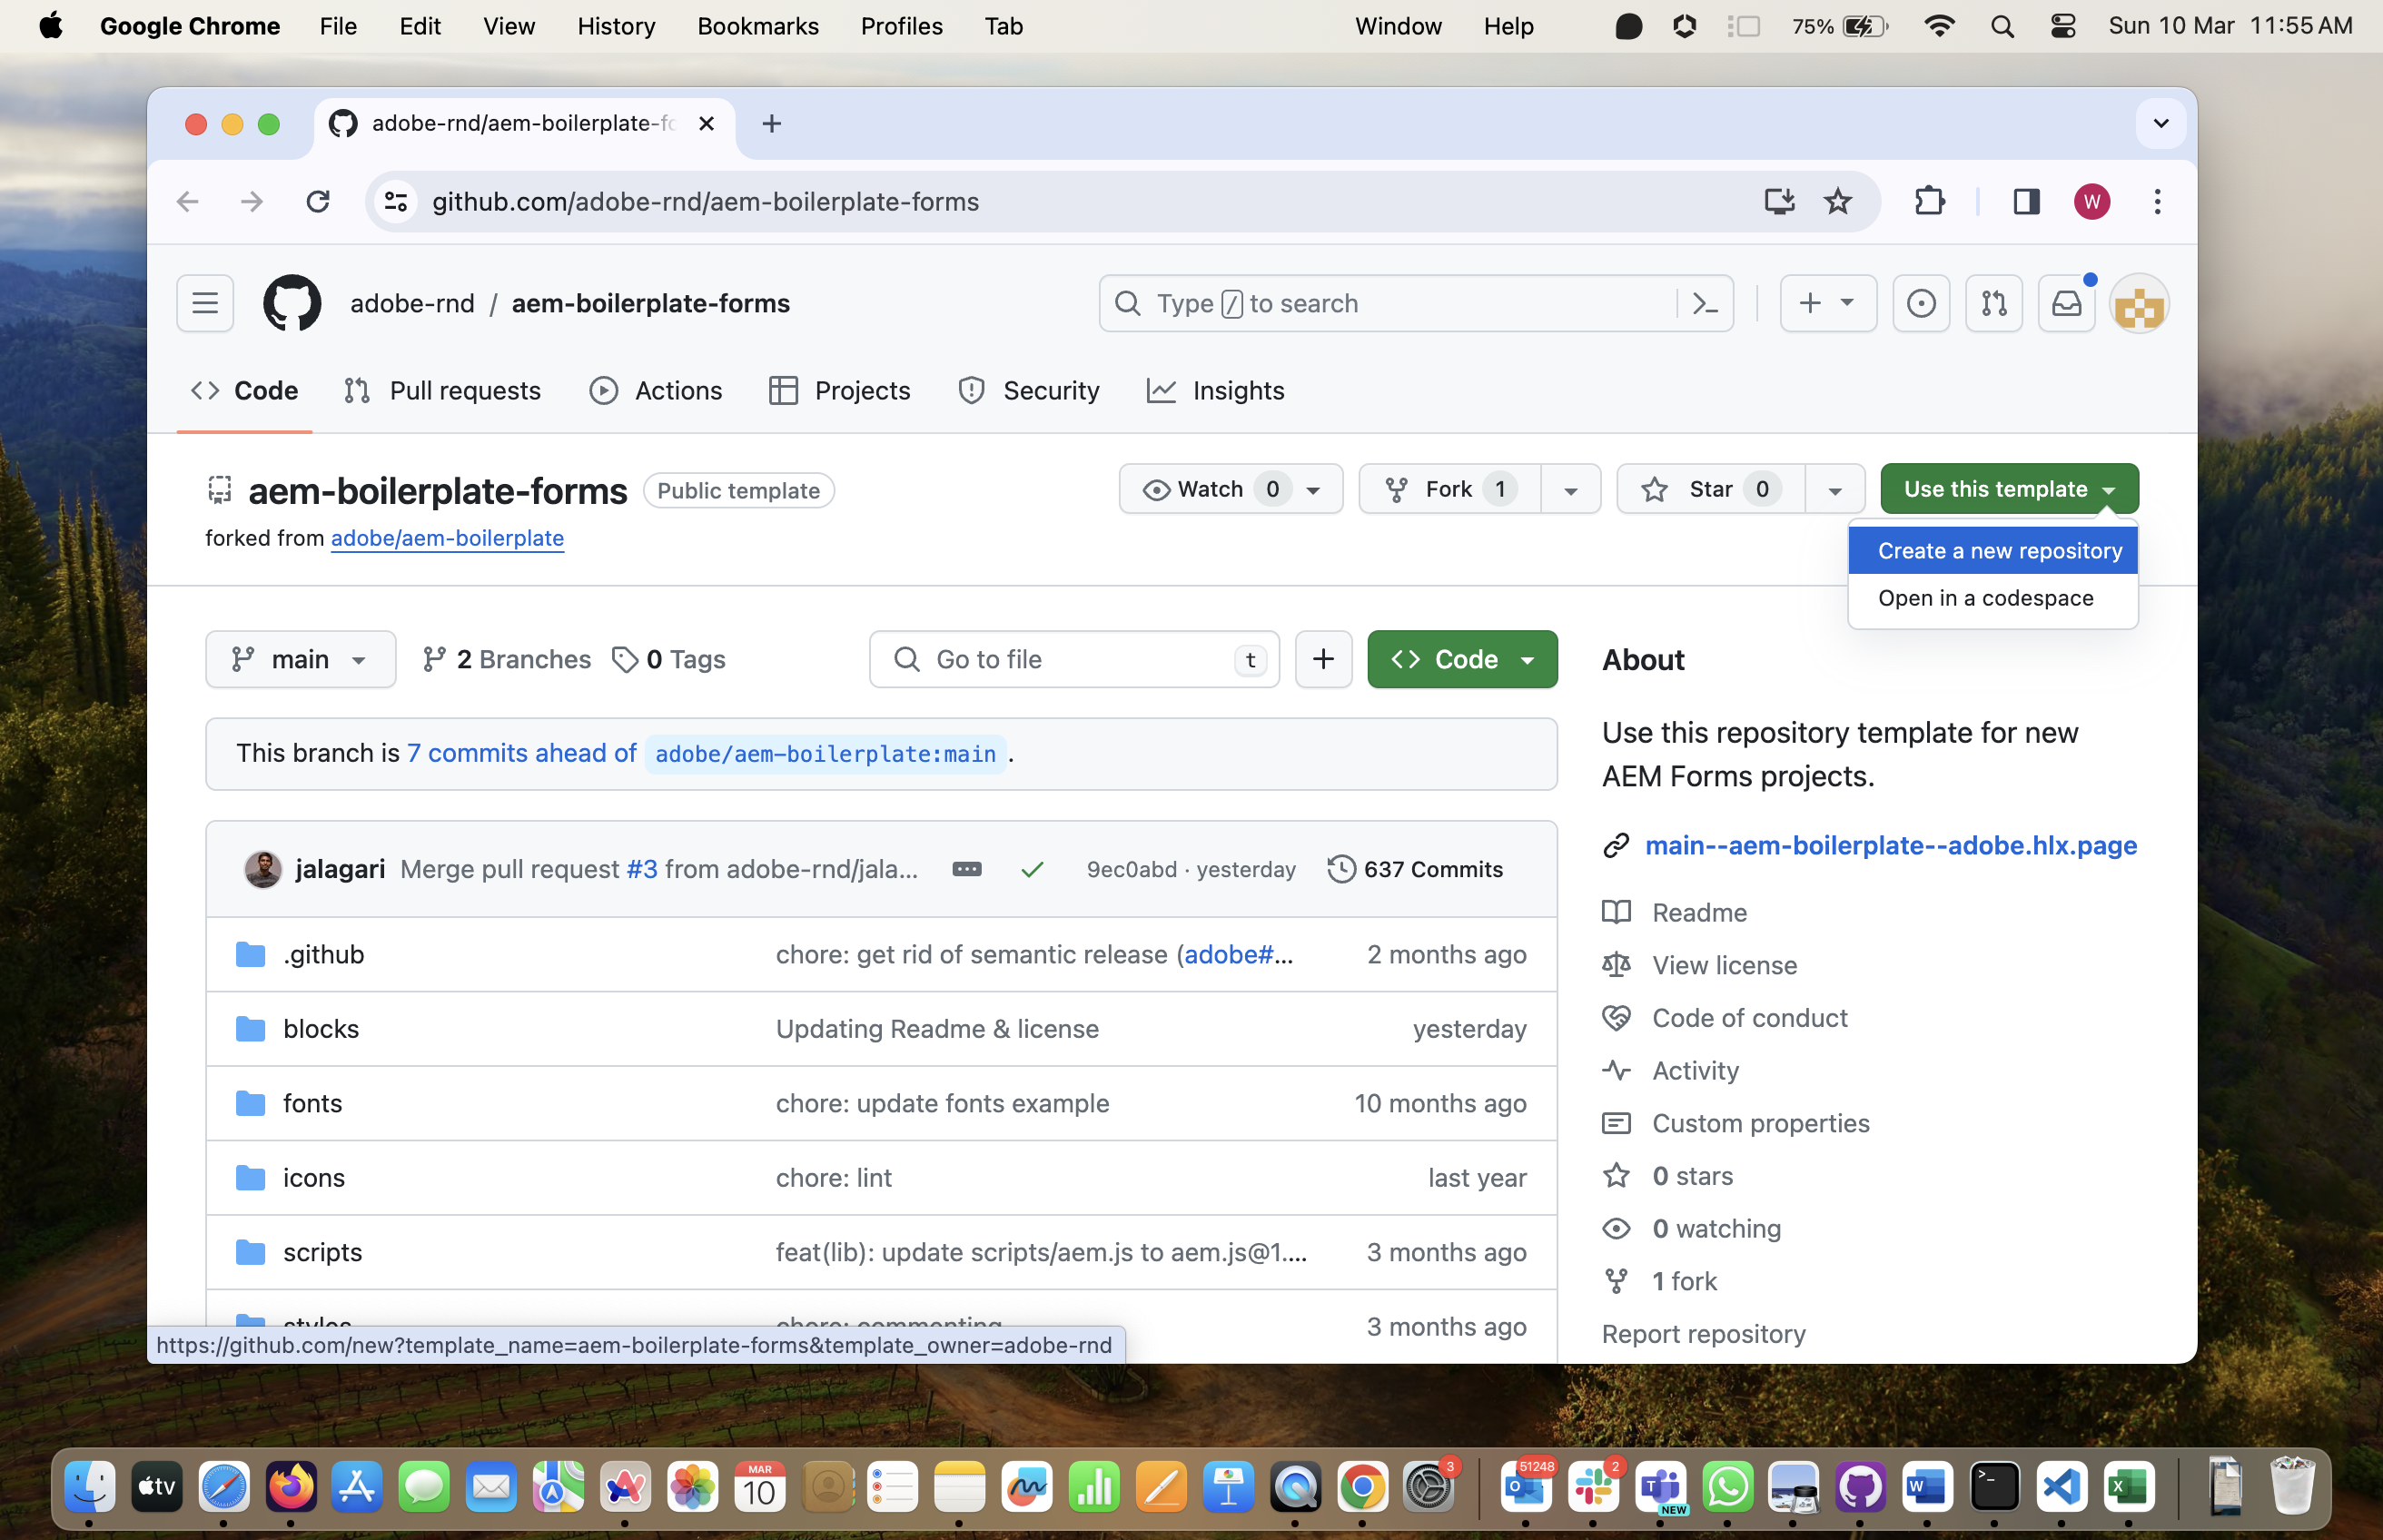 Google Chrome File Edit View History Bookmarks Profiles Tab Window Help 75% Sun 10 Mar 11:55 AM
adobe-rnd/aem-boilerplate-fo
github.com/adobe-rnd/aem-boilerplate-forms W
adobe-rnd / aem-boilerplate-forms Type / to search
Code Pull requests Actions Projects Security Insights
aem-boilerplate-forms Public template Watch 0 Fork 1 Star 0 Use this template
forked from adobe/aem-boilerplate
Create a new repository
Open in a codespace
main 2 Branches 0 Tags Go to file t + Code
About
This branch is 7 commits ahead of adobe/aem-boilerplate:main .
Use this repository template for new
AEM Forms projects.
main--aem-boilerplate--adobe.hlx.page
jalagari Merge pull request #3 from adobe-rnd/jala... 9ec0abd · yesterday 637 Commits
.github chore: get rid of semantic release (adobe#... 2 months ago
blocks Updating Readme & license yesterday
fonts chore: update fonts example 10 months ago
icons chore: lint last year
scripts feat(lib): update scripts/aem.js to aem.js@1.... 3 months ago
styles chore: commenting 3 months ago
Readme
View license
Code of conduct
Activity
Custom properties
0 stars
0 watching
1 fork
Report repository
https://github.com/new?template_name=aem-boilerplate-forms&template_owner=adobe-rnd
tv MAR 10 3 51248 2 NEW